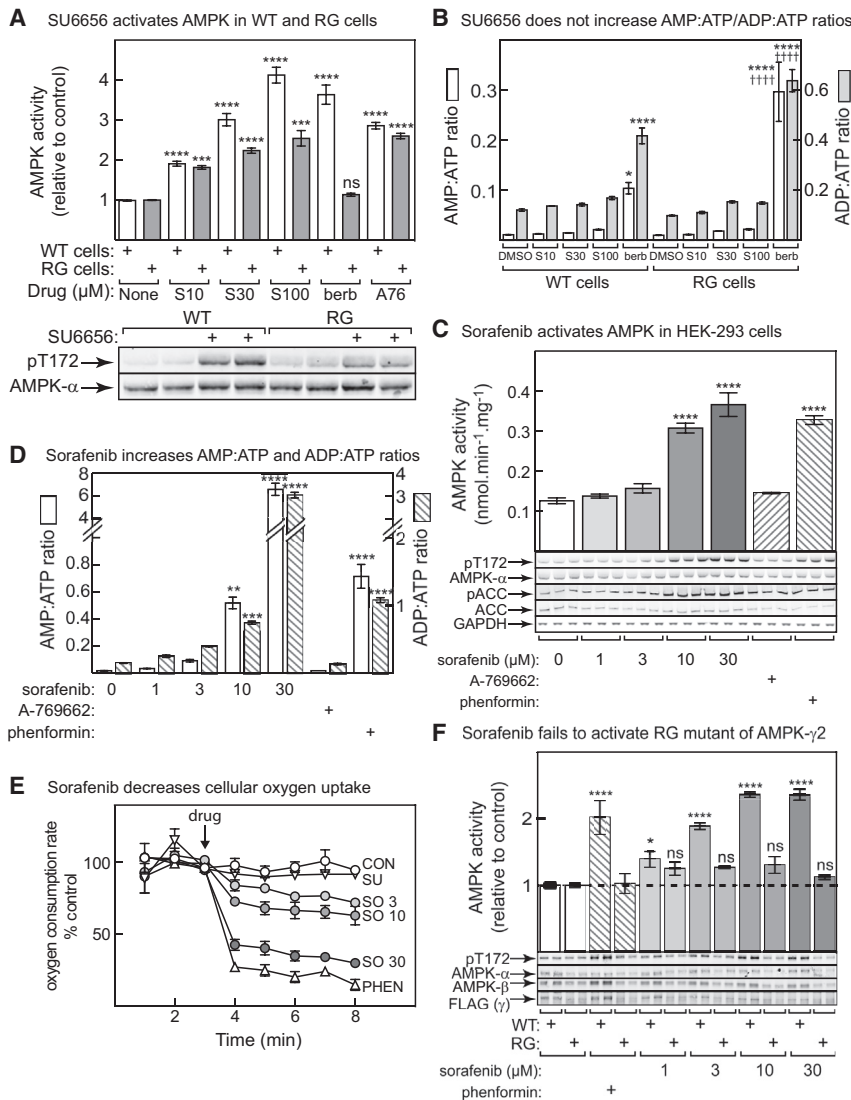 A SU6656 activates AMPK in WT and RG cells
AMPK activity
(relative to control)
4
3
2
1
0
**** *** **** **** **** *** **** ns **** ****
WT cells: + + + + + +
RG cells: + + + + + +
Drug (µM): None S10 S30 S100 berb A76
WT RG
SU6656: + + + +
pT172
AMPK-α
B SU6656 does not increase AMP:ATP/ADP:ATP ratios
AMP:ATP ratio
0.3
0.2
0.1
ADP:ATP ratio
0.6
0.4
0.2
* **** **** †††† **** ††††
DMSO S10 S30 S100 berb DMSO S10 S30 S100 berb
WT cells RG cells
C Sorafenib activates AMPK in HEK-293 cells
AMPK activity
(nmol.min-1.mg-1)
0.4
0.3
0.2
0.1
**** **** ****
pT172
AMPK-α
pACC
ACC
GAPDH
sorafenib (µM): 0 1 3 10 30
A-769662: +
phenformin: +
D Sorafenib increases AMP:ATP and ADP:ATP ratios
AMP:ATP ratio
8
6
4
0.8
0.6
0.4
0.2
ADP:ATP ratio
4
3
2
1
** *** **** **** **** ****
sorafenib: 0 1 3 10 30
A-769662: +
phenformin: +
E Sorafenib decreases cellular oxygen uptake
oxygen consumption rate
% control
100
50
drug
CON
SU
SO 3
SO 10
SO 30
PHEN
2 4 6 8
Time (min)
F Sorafenib fails to activate RG mutant of AMPK-γ2
AMPK activity
(relative to control)
2
1
**** * ns **** ns **** ns **** ns
pT172
AMPK-α
AMPK-β
FLAG (γ)
WT: + + + + + +
RG: + + + + + +
sorafenib (µM): 1 3 10 30
phenformin: +